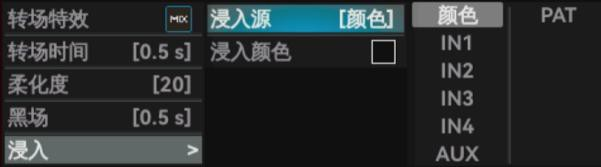 转场特效 MIX
转场时间 [0.5 s]
柔化度 [20]
黑场 [0.5 s]
浸入 >
浸入源 [颜色]
浸入颜色
颜色
IN1
IN2
IN3
IN4
AUX
PAT